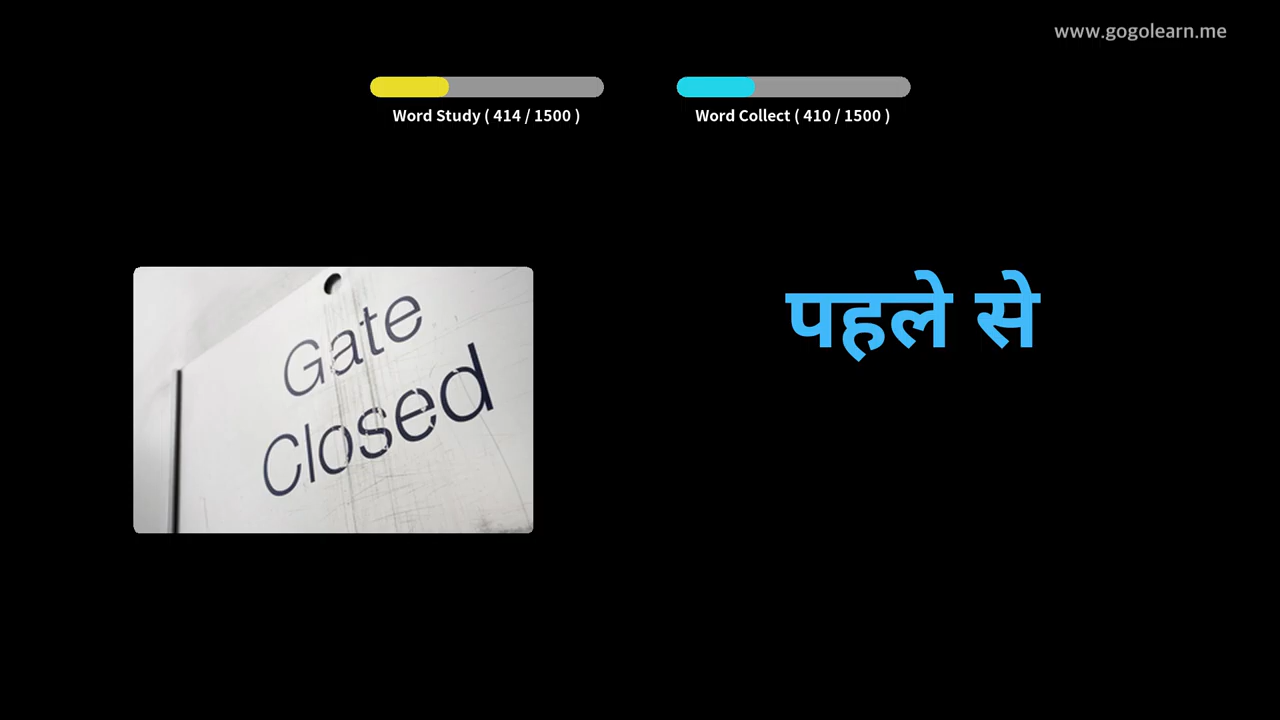 www.gogolearn.me
Word Study ( 414 / 1500 )
Word Collect ( 410 / 1500 )
Gate
Closed
पहले से